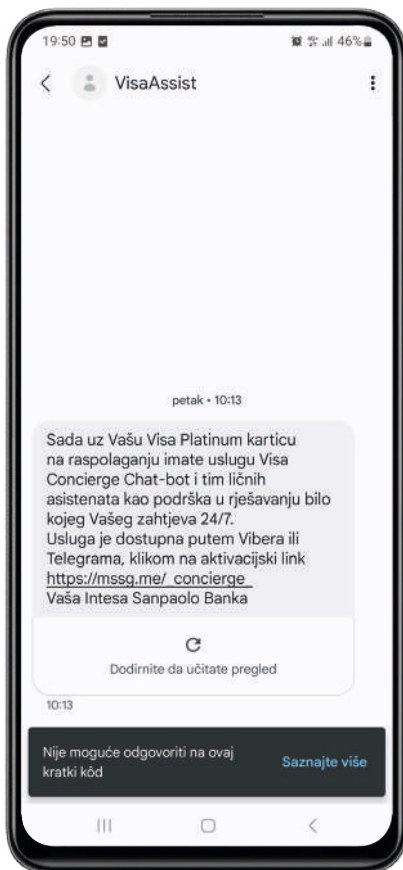 19:50
46%
VisaAssist
petak • 10:13
Sada uz Vašu Visa Platinum karticu
na raspolaganju imate uslugu Visa
Concierge Chat-bot i tim ličnih
asistenata kao podrška u rješavanju bilo
kojeg Vašeg zahtjeva 24/7.
Usluga je dostupna putem Vibera ili
Telegrama, klikom na aktivacijski link
https://mssg.me/_concierge_
Vaša Intesa Sanpaolo Banka
Dodirnite da učitate pregled
10:13
Nije moguće odgovoriti na ovaj
kratki kôd
Saznajte više